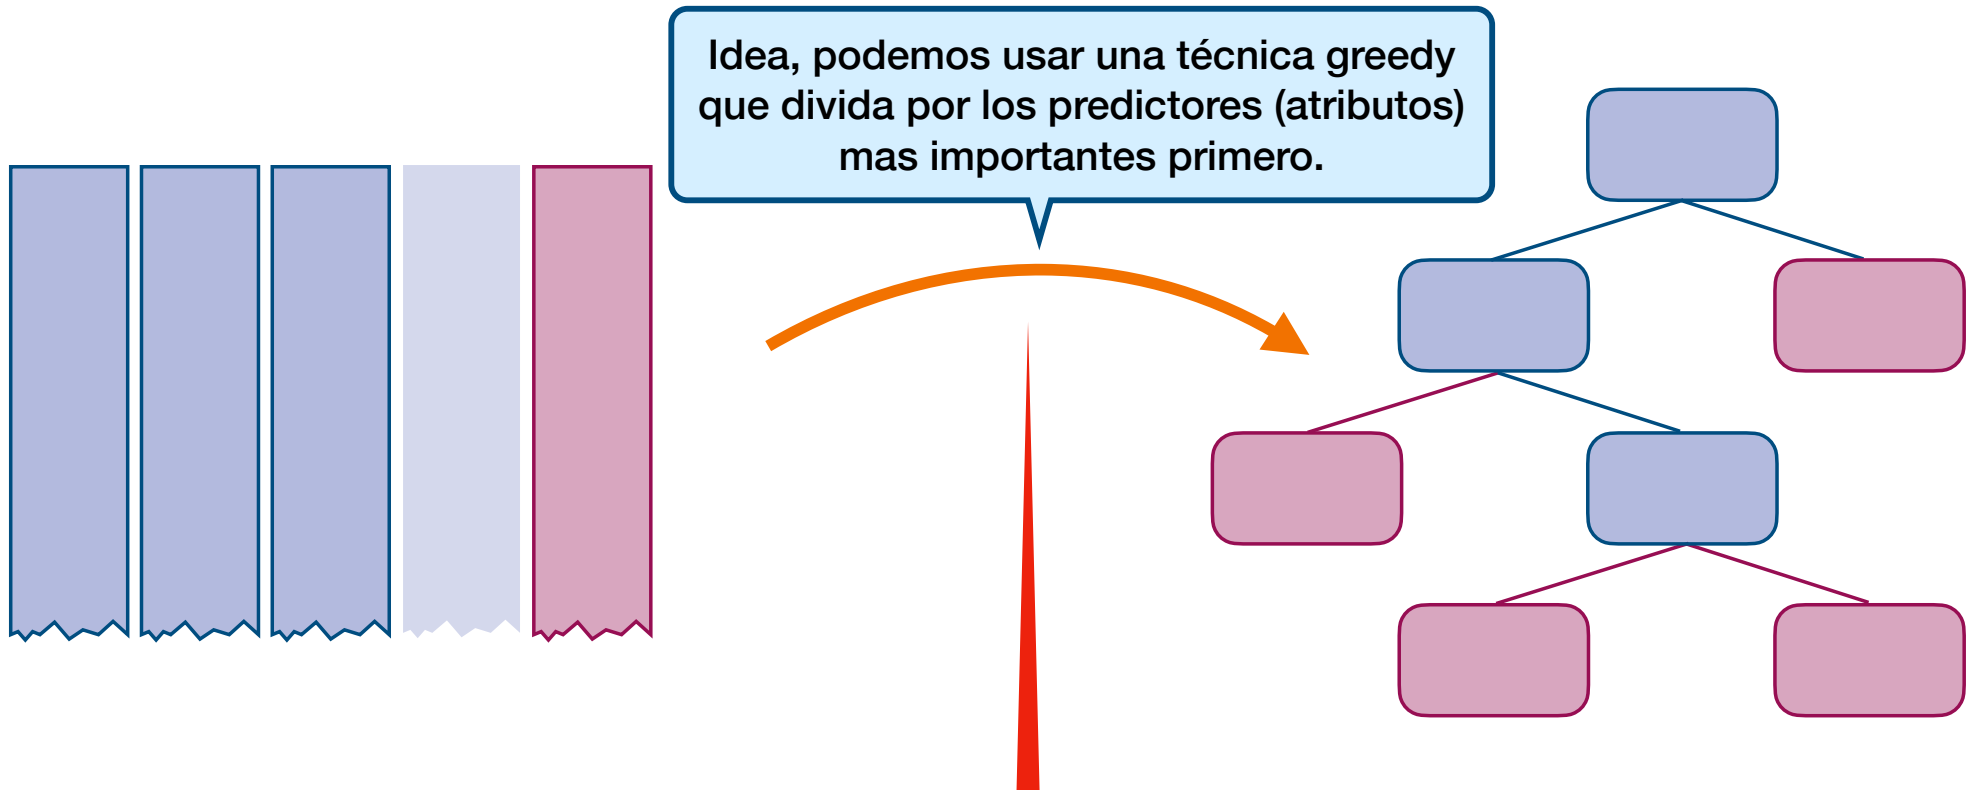 Idea, podemos usar una técnica greedy
que divida por los predictores (atributos)
mas importantes primero.